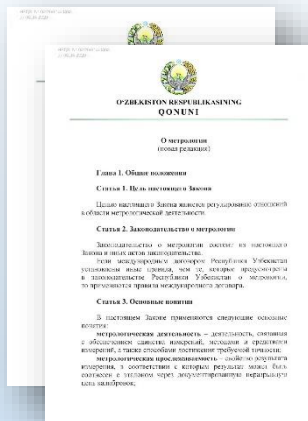 O‘ZBEKISTON RESPUBLIKASINING
QONUNI
О метрологии
(новая редакция)
Глава 1. Общие положения
Статья 1. Цель настоящего Закона
Целью настоящего Закона является регулирование отношений
в области метрологической деятельности.
Статья 2. Законодательство о метрологии
Законодательство о метрологии состоит из настоящего
Закона и иных актов законодательства.
Если международным договором Республики Узбекистан
установлены иные правила, чем те, которые предусмотрены
в законодательстве Республики Узбекистан о метрологии,
то применяются правила международного договора.
Статья 3. Основные понятия
В настоящем Законе применяются следующие основные
понятия:
метрологическая деятельность – деятельность, связанная
с обеспечением единства измерений, методами и средствами
измерений, а также способами достижения требуемой точности;
метрологическая прослеживаемость – свойство результата
измерения, в соответствии с которым результат может быть
соотнесен с эталоном через документированную неразрывную
цепь калибровок;